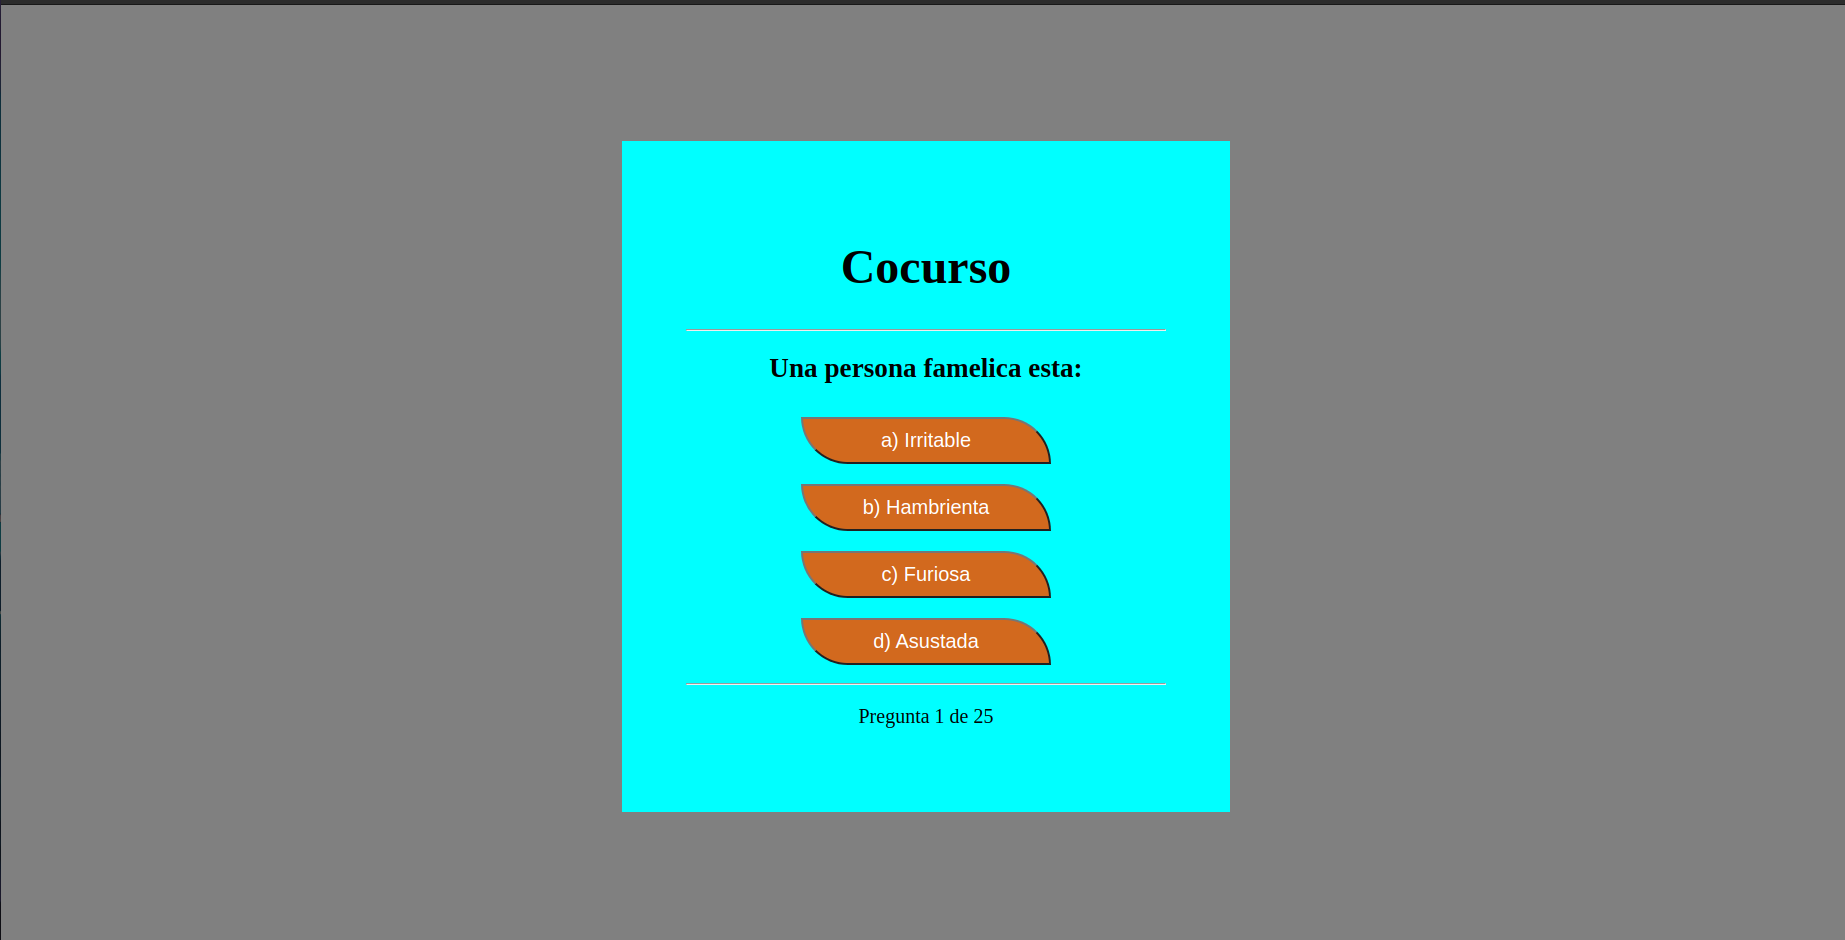 Cocurso
Una persona famelica esta:
a) Irritable
b) Hambrienta
c) Furiosa
d) Asustada
Pregunta 1 de 25